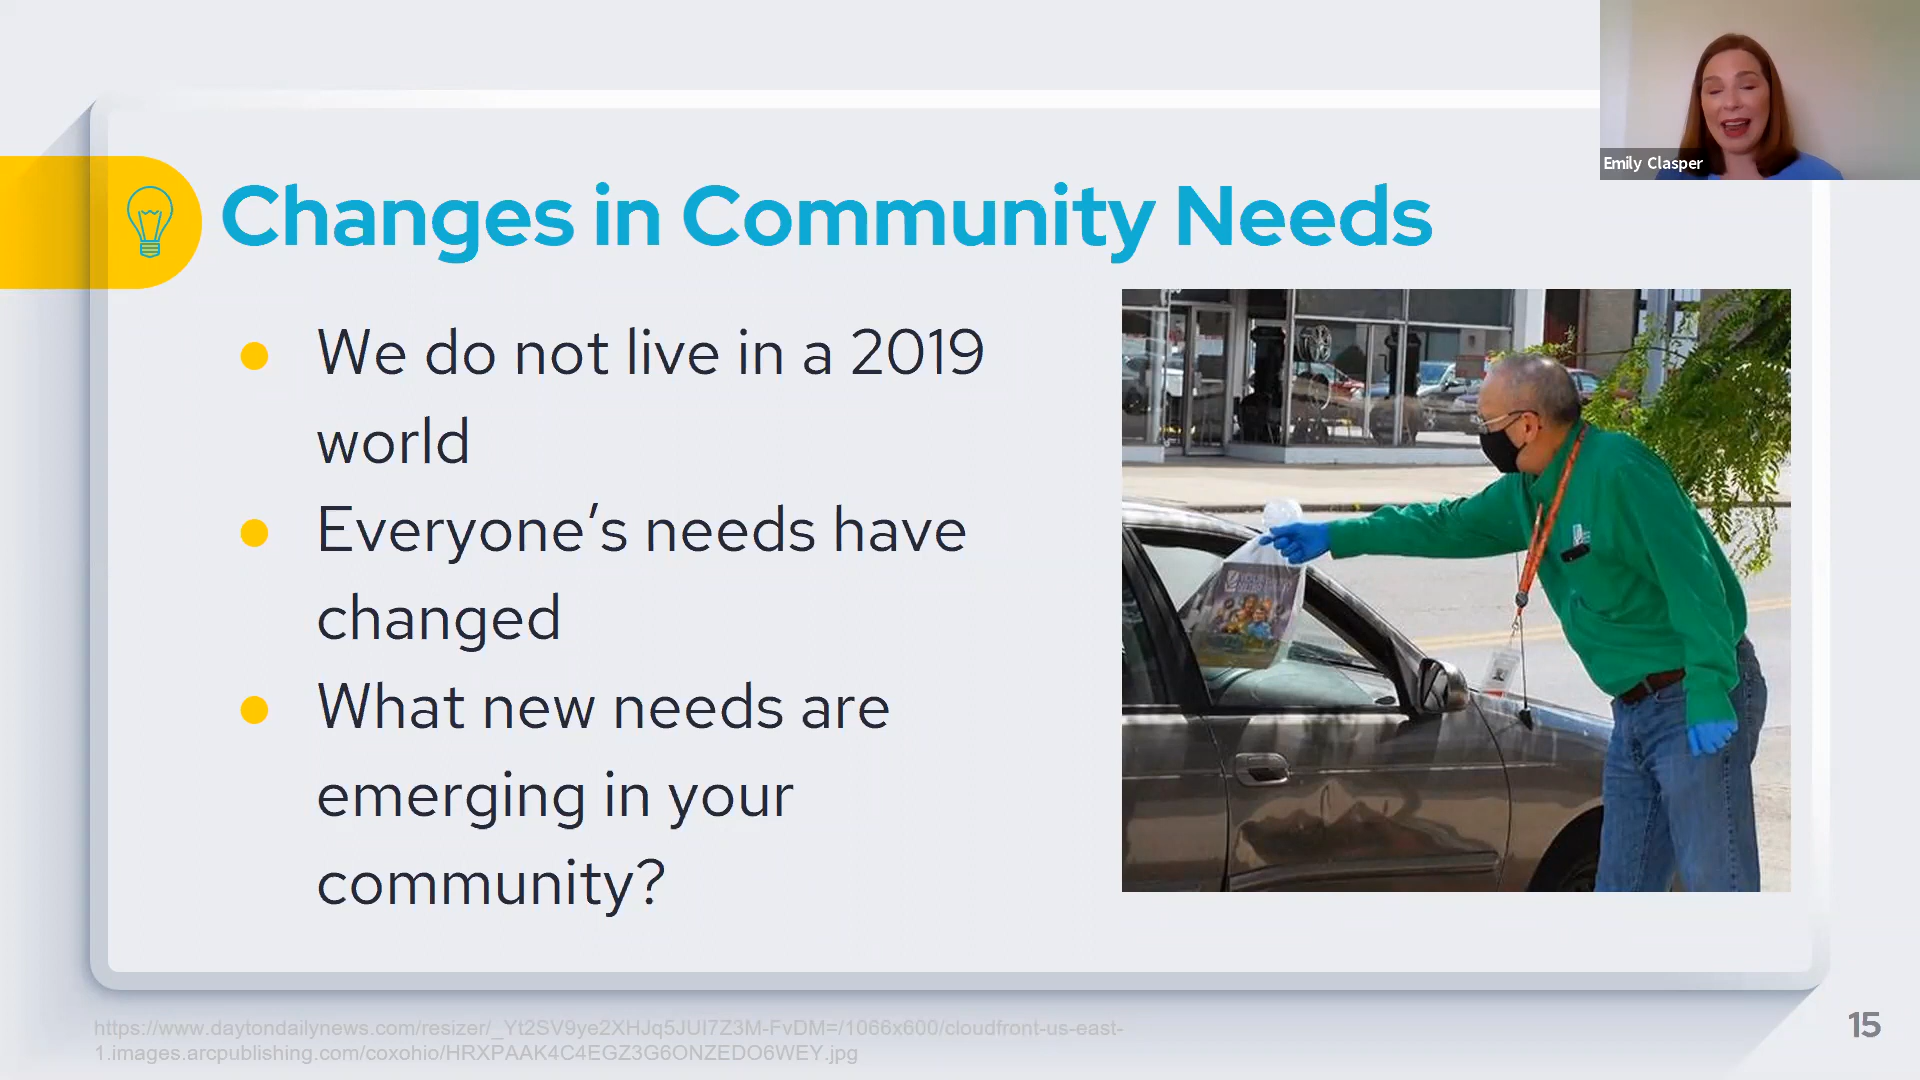 Emily Clasper
Changes in Community Needs
● We do not live in a 2019
world
● Everyone’s needs have
changed
● What new needs are
emerging in your
community?
https://www.daytondailynews.com/resizer/_Yt2SV9ye2XHJq5JUI7Z3M-FvDM=/1066x600/cloudfront-us-east-
1.images.arcpublishing.com/coxohio/HRXPAAK4C4EGZ3G6ONZEDO6WEY.jpg
15